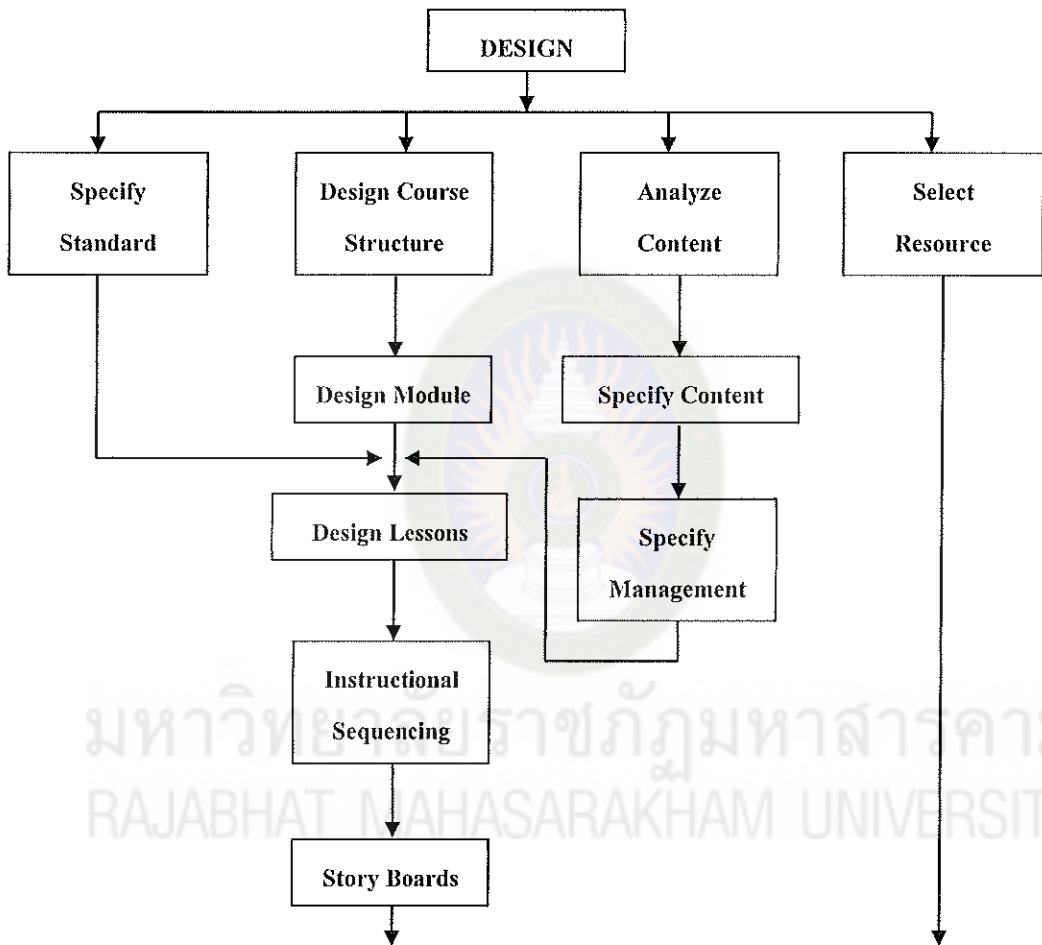 DESIGN
Specify
Standard
Design Course
Structure
Analyze
Content
Select
Resource
Design Module
Specify Content
Design Lessons
Specify
Management
Instructional
Sequencing
มหาวิทยาลัยราชภัฏมหาสารคา
RAJABHAT MAHASARAKHAM UNIVERSIT
Story Boards